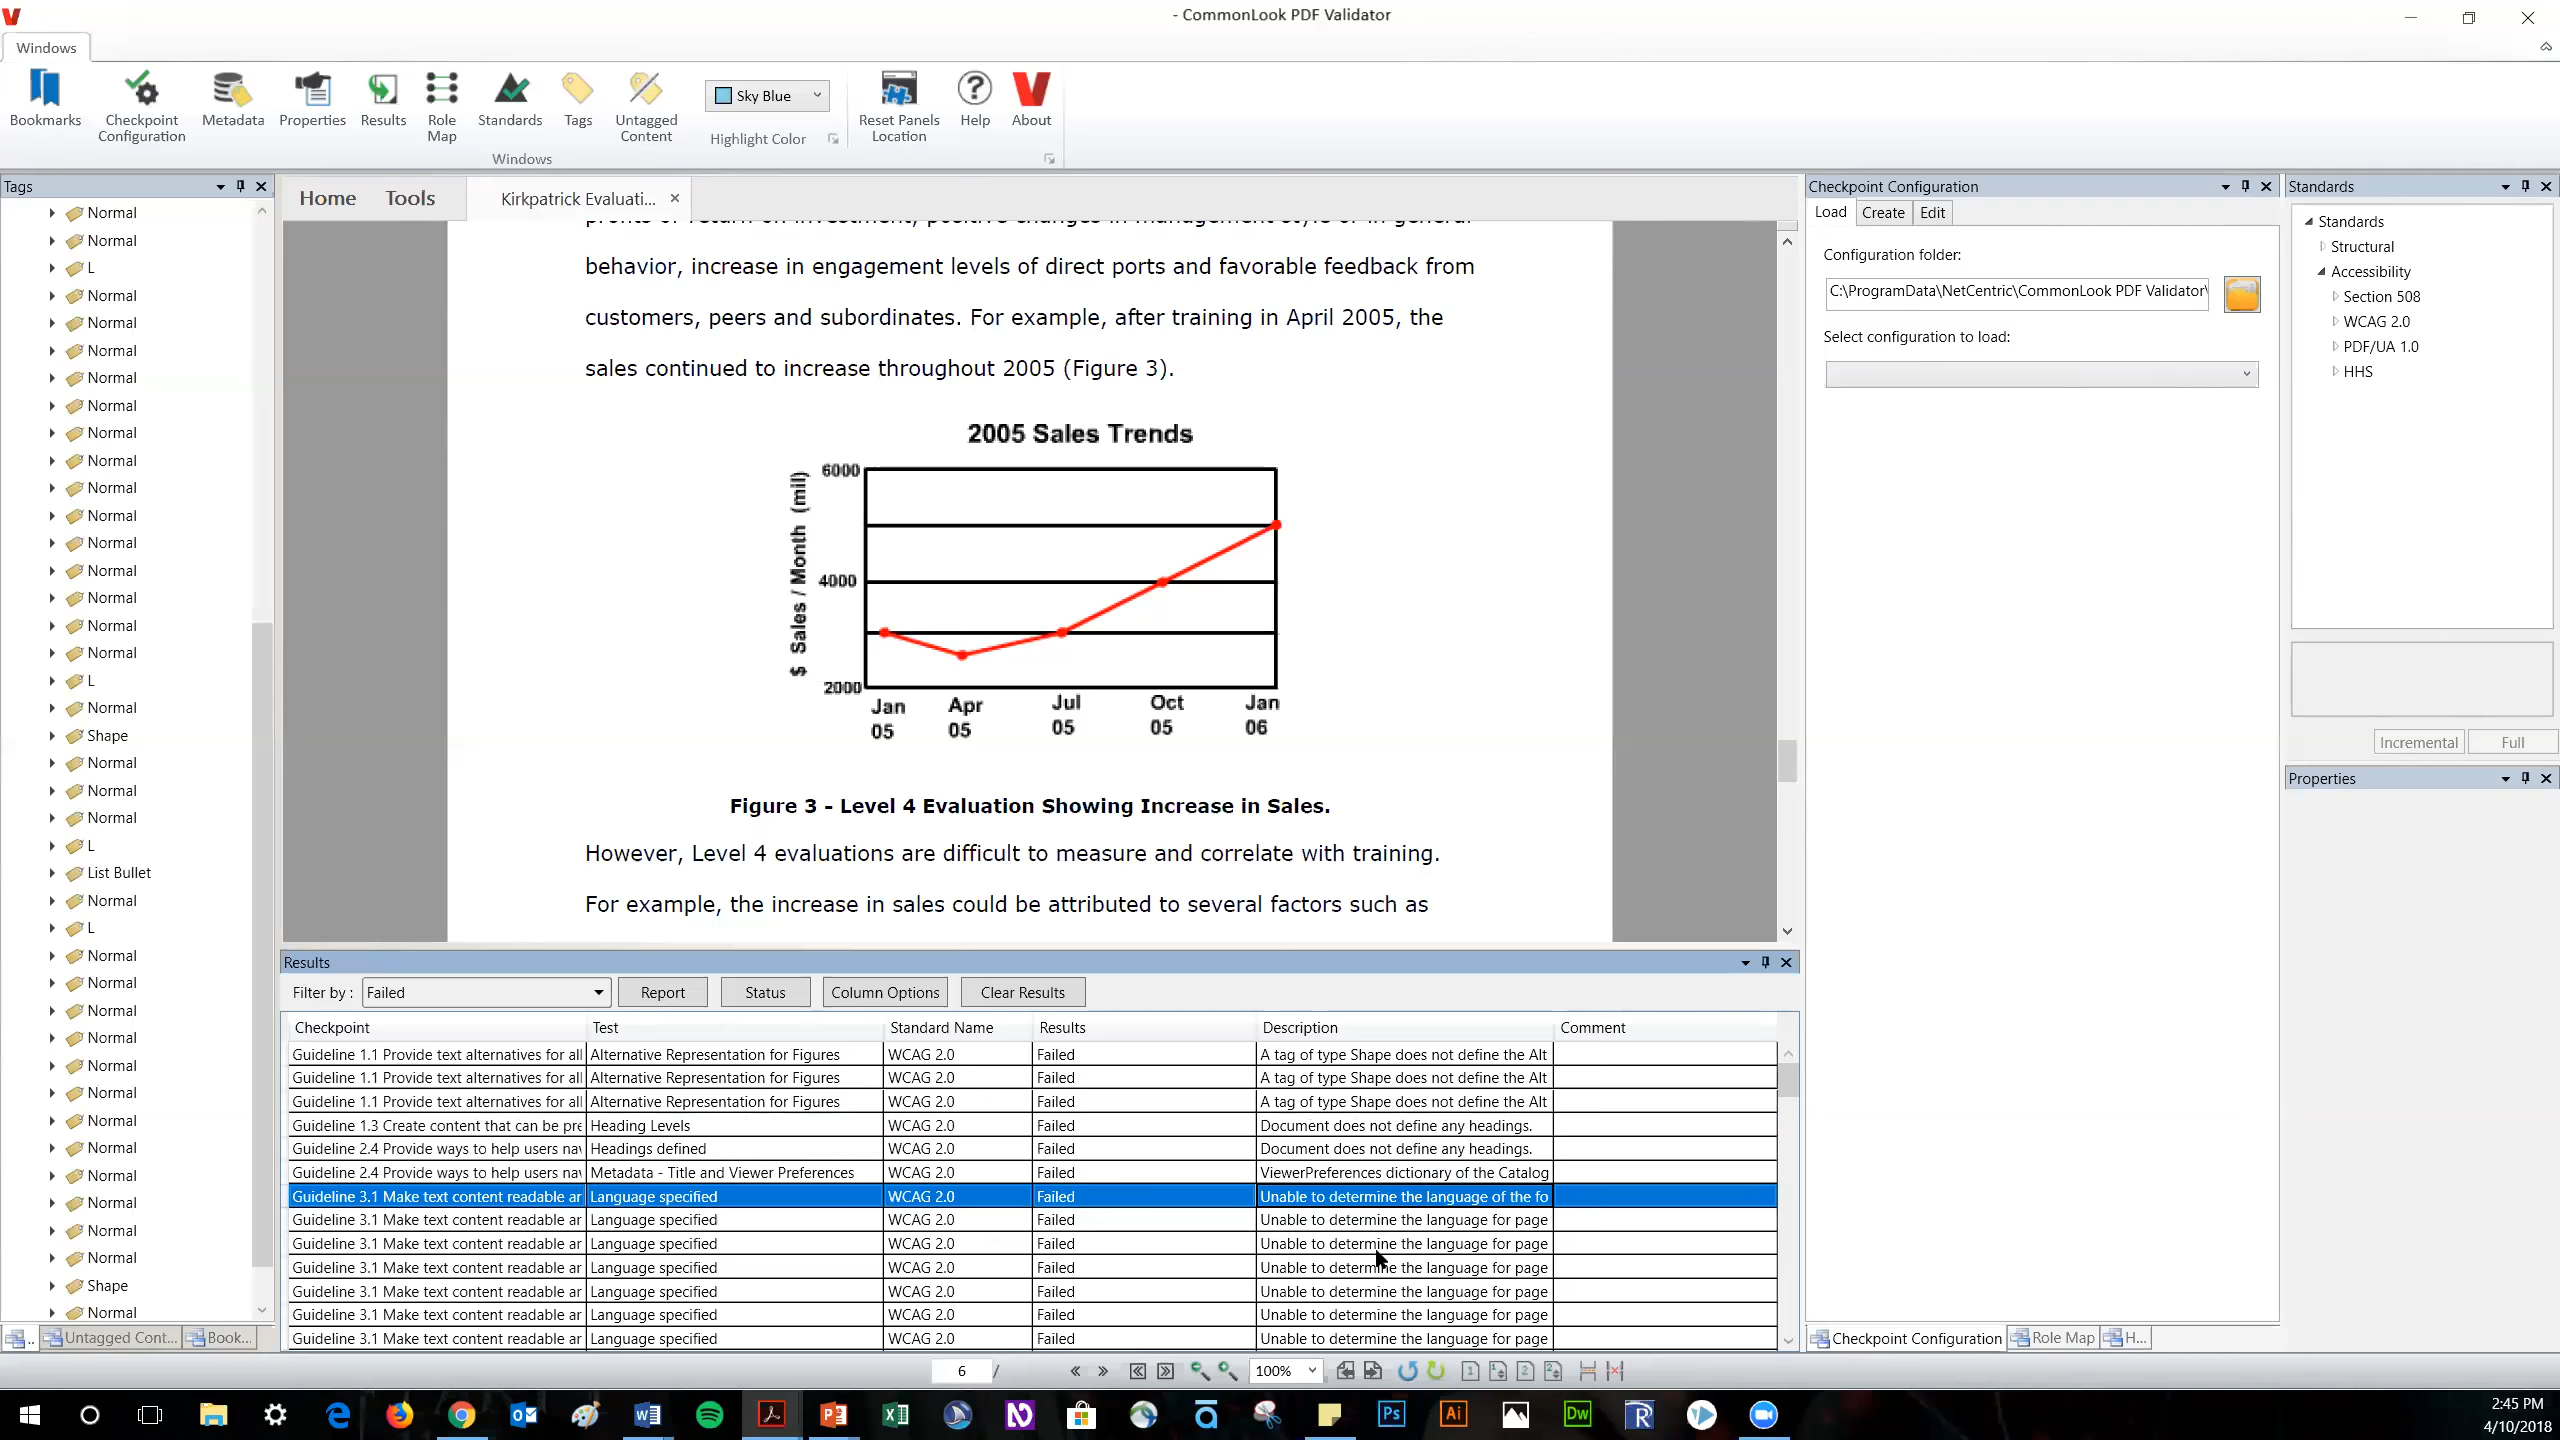 - CommonLook PDF Validator
Windows
Bookmarks
Checkpoint Configuration
Metadata
Properties
Results
Role Map
Standards
Tags
Untagged Content
Sky Blue
Highlight Color
Reset Panels Location
Help
About
Windows
Tags
Normal
Normal
L
Normal
Normal
Normal
Normal
Normal
Normal
Normal
Normal
Normal
Normal
Normal
Normal
Normal
Normal
L
Normal
Shape
Normal
Normal
Normal
L
List Bullet
Normal
L
Normal
Normal
Normal
Normal
Normal
Normal
Normal
Normal
Normal
Normal
Normal
Normal
Shape
Normal
Untagged Cont...
Book...
Home Tools Kirkpatrick Evaluati...
profits or return on investment, positive changes in management style or in general
behavior, increase in engagement levels of direct ports and favorable feedback from
customers, peers and subordinates. For example, after training in April 2005, the
sales continued to increase throughout 2005 (Figure 3).
2005 Sales Trends
$ Sales / Month (mil)
6000
4000
2000
Jan 05
Apr 05
Jul 05
Oct 05
Jan 06
Figure 3 - Level 4 Evaluation Showing Increase in Sales.
However, Level 4 evaluations are difficult to measure and correlate with training.
For example, the increase in sales could be attributed to several factors such as
Results
Filter by : Failed Report Status Column Options Clear Results
Checkpoint Test Standard Name Results Description Comment
Guideline 1.1 Provide text alternatives for all Alternative Representation for Figures WCAG 2.0 Failed A tag of type Shape does not define the Alt
Guideline 1.1 Provide text alternatives for all Alternative Representation for Figures WCAG 2.0 Failed A tag of type Shape does not define the Alt
Guideline 1.1 Provide text alternatives for all Alternative Representation for Figures WCAG 2.0 Failed A tag of type Shape does not define the Alt
Guideline 1.3 Create content that can be pre Heading Levels WCAG 2.0 Failed Document does not define any headings.
Guideline 2.4 Provide ways to help users nav Headings defined WCAG 2.0 Failed Document does not define any headings.
Guideline 2.4 Provide ways to help users nav Metadata - Title and Viewer Preferences WCAG 2.0 Failed ViewerPreferences dictionary of the Catalog
Guideline 3.1 Make text content readable ar Language specified WCAG 2.0 Failed Unable to determine the language of the fo
Guideline 3.1 Make text content readable ar Language specified WCAG 2.0 Failed Unable to determine the language for page
Guideline 3.1 Make text content readable ar Language specified WCAG 2.0 Failed Unable to determine the language for page
Guideline 3.1 Make text content readable ar Language specified WCAG 2.0 Failed Unable to determine the language for page
Guideline 3.1 Make text content readable ar Language specified WCAG 2.0 Failed Unable to determine the language for page
Guideline 3.1 Make text content readable ar Language specified WCAG 2.0 Failed Unable to determine the language for page
Guideline 3.1 Make text content readable ar Language specified WCAG 2.0 Failed Unable to determine the language for page
Checkpoint Configuration
Load Create Edit
Configuration folder:
C:\ProgramData\NetCentric\CommonLook PDF Validator\
Select configuration to load:
Checkpoint Configuration Role Map H...
Standards
Standards
Structural
Accessibility
Section 508
WCAG 2.0
PDF/UA 1.0
HHS
Incremental Full
Properties
6 / 100%
2:45 PM
4/10/2018